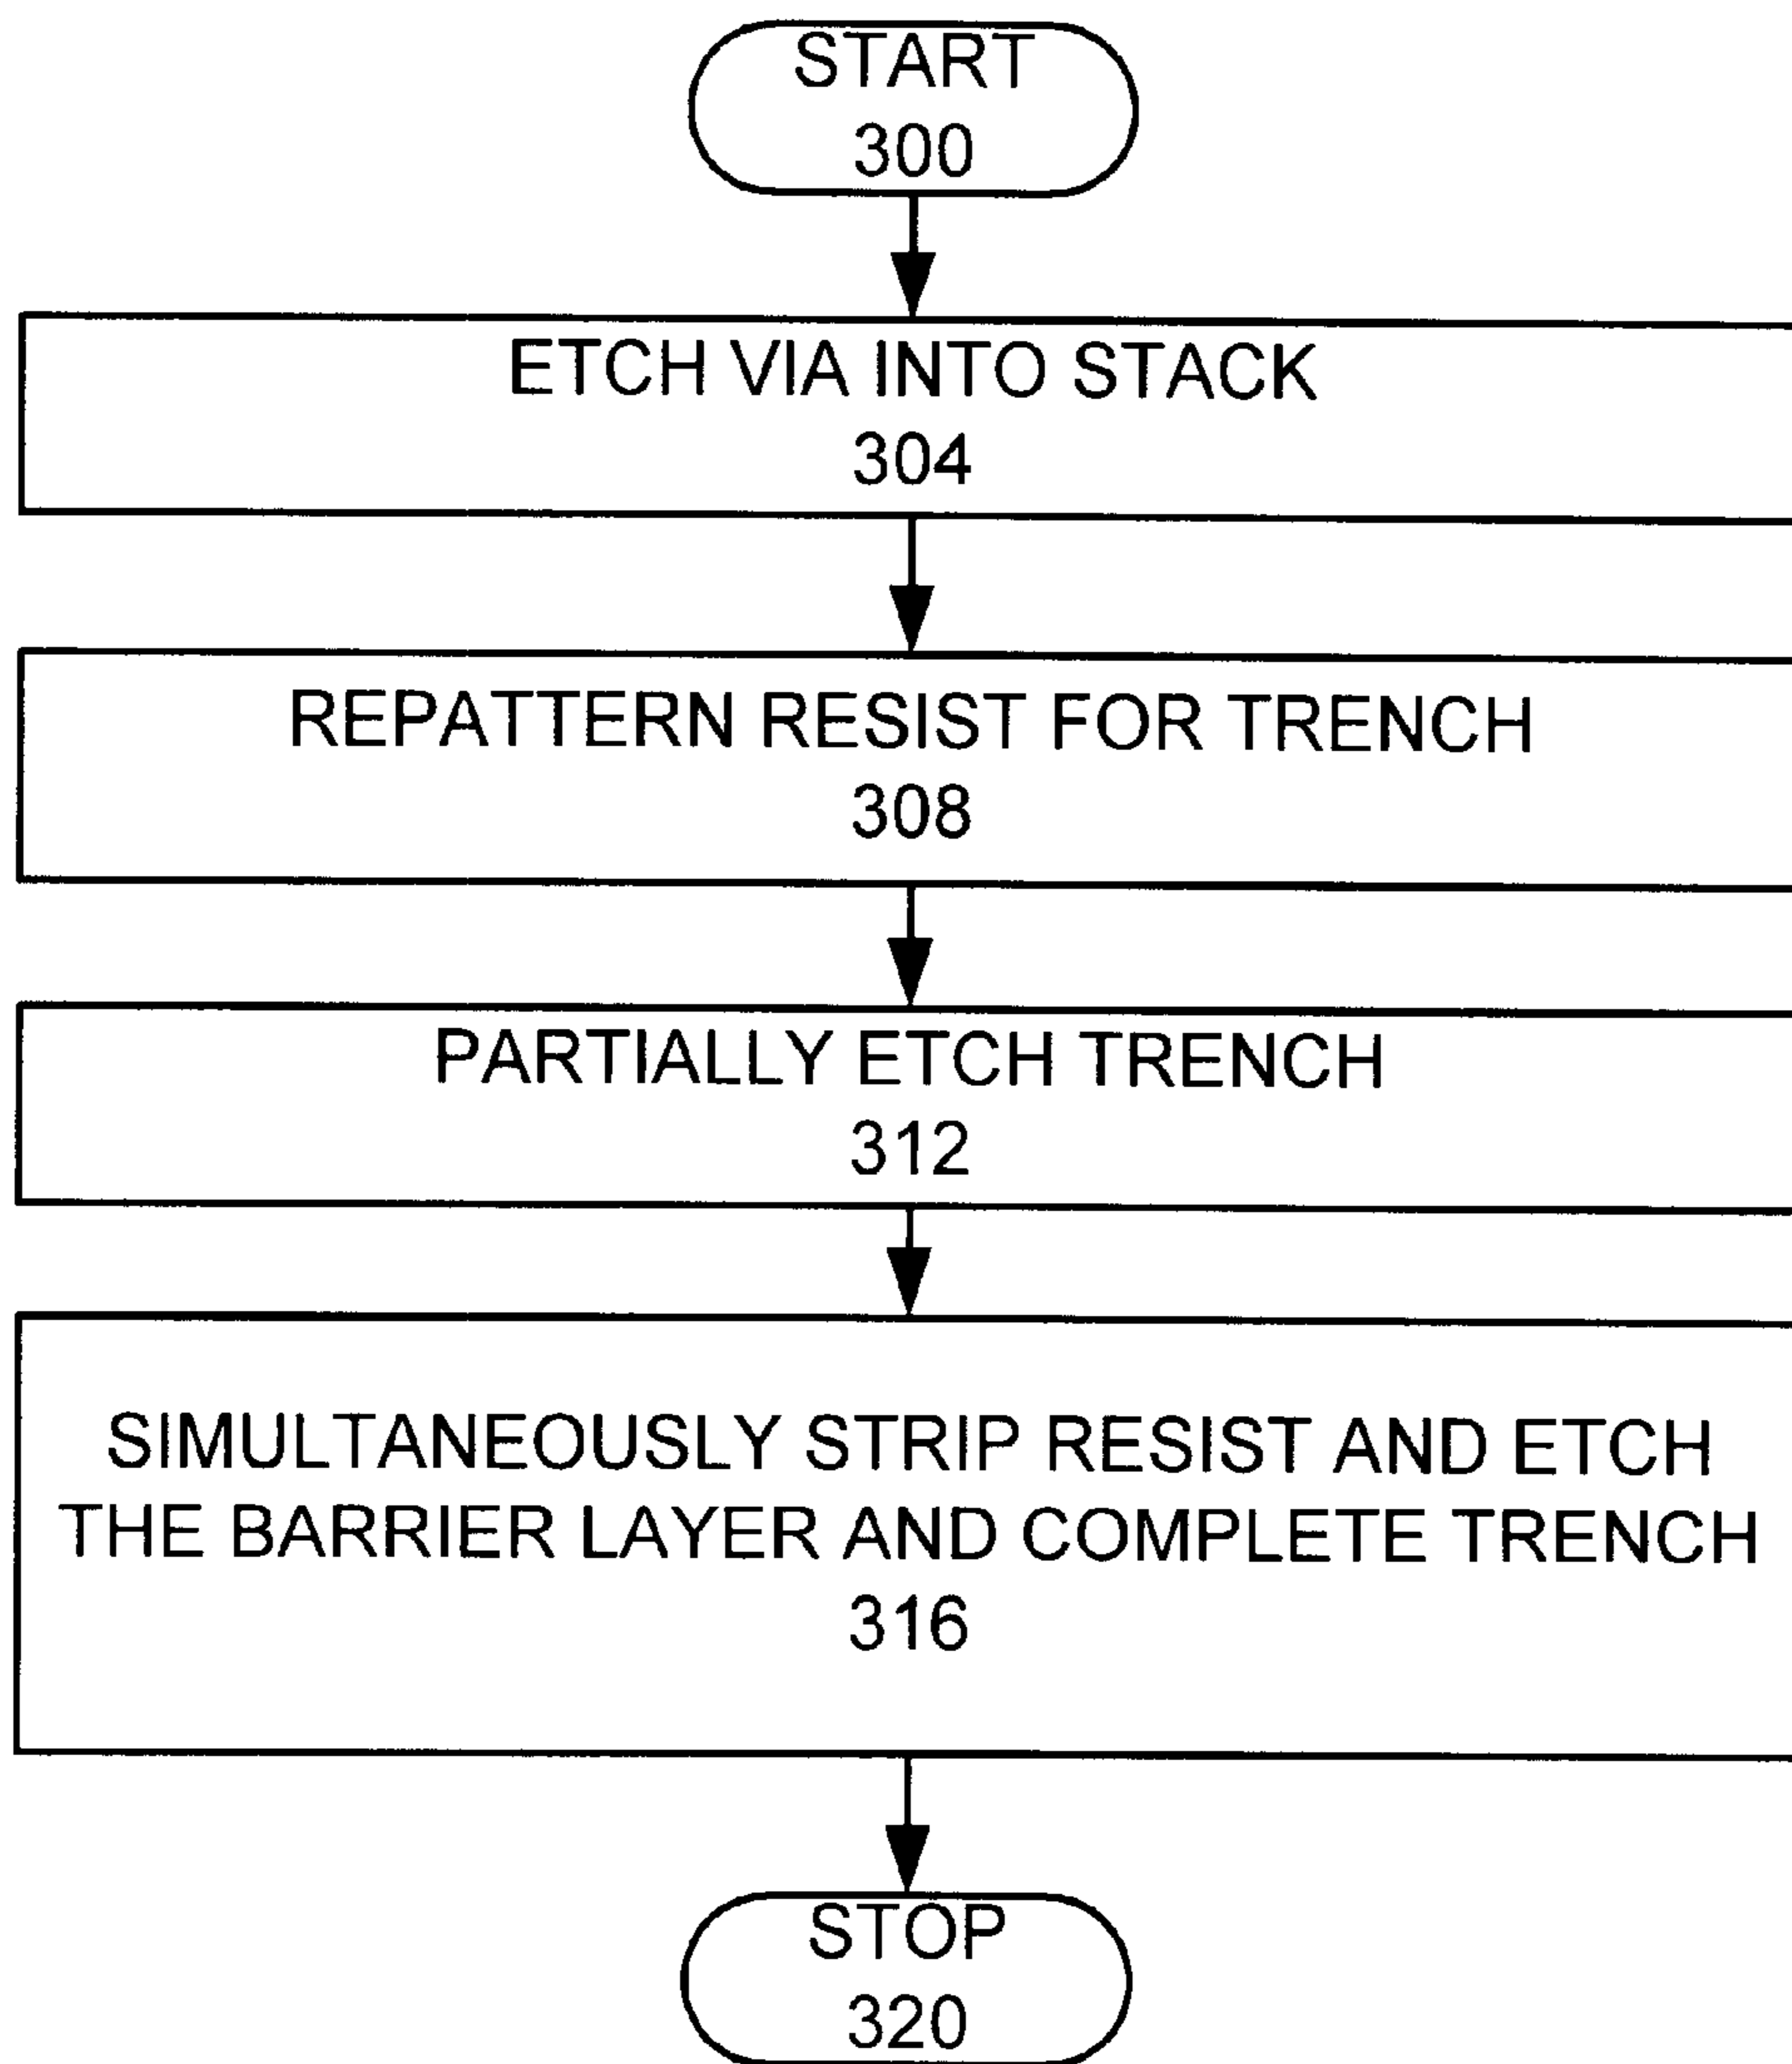 START
300
ETCH VIA INTO STACK
304
REPATTERN RESIST FOR TRENCH
308
PARTIALLY ETCH TRENCH
312
SIMULTANEOUSLY STRIP RESIST AND ETCH
THE BARRIER LAYER AND COMPLETE TRENCH
316
STOP
320